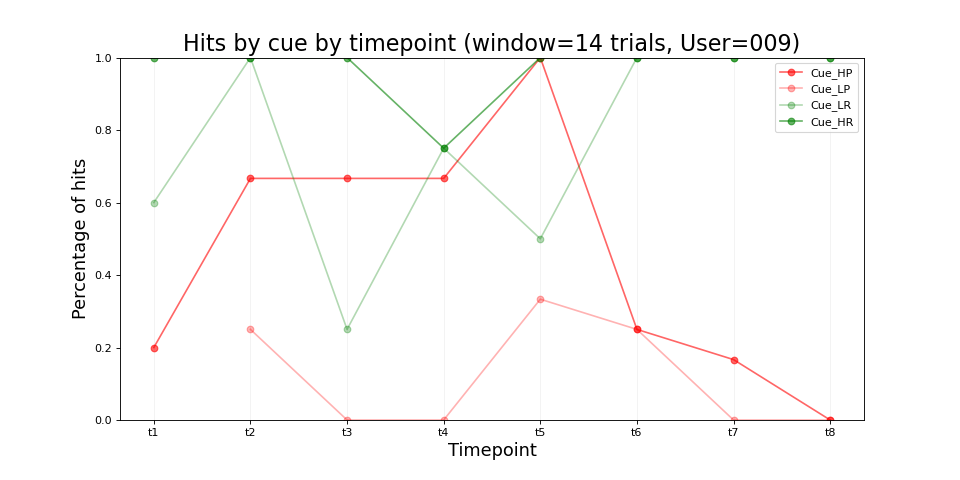 Hits by cue by timepoint (window=14 trials, User=009)
Percentage of hits
1.0
0.8
0.6
0.4
0.2
0.0
Cue_HP
Cue_LP
Cue_LR
Cue_HR
t1 t2 t3 t4 t5 t6 t7 t8
Timepoint